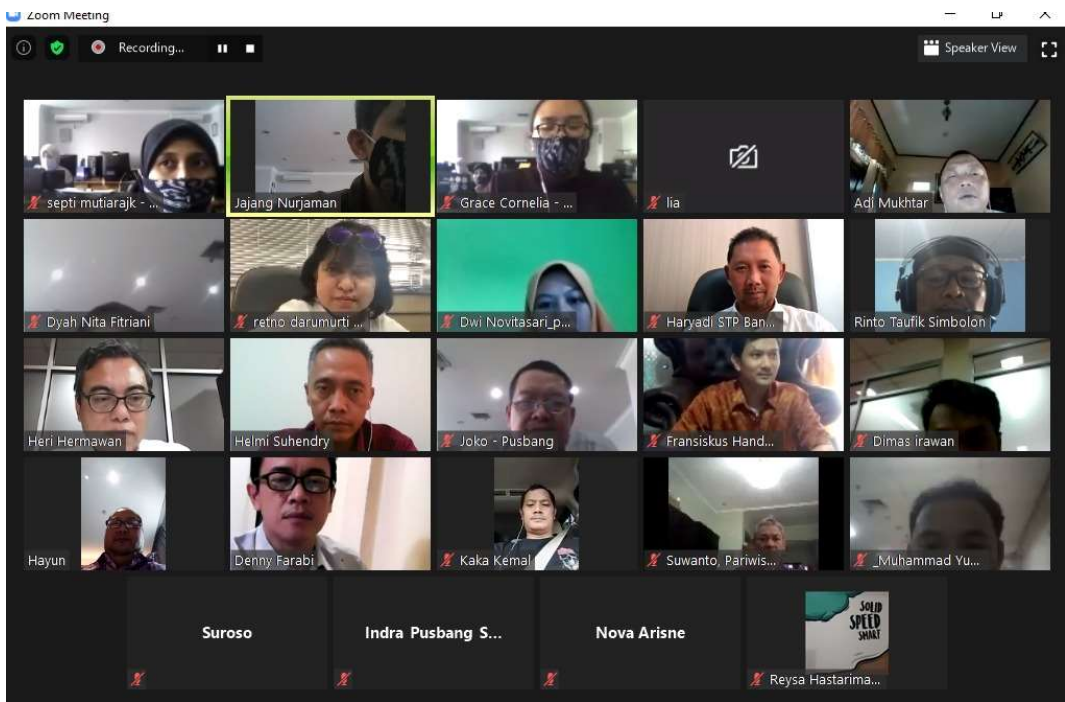 Zoom Meeting
Recording...
Speaker View
septi mutiarajk - ...
Jajang Nurjaman
Grace Cornelia - ...
lia
Adi Mukhtar
Dyah Nita Fitriani
retno darumurti ...
Dwi Novitasari_p...
Haryadi STP Ban...
Rinto Taufik Simbolon
Heri Hermawan
Helmi Suhendry
Joko - Pusbang
Fransiskus Hand...
Dimas irawan
Hayun
Denny Farabi
Kaka Kemal
Suwanto, Pariwis...
_Muhammad Yu...
Suroso
Indra Pusbang S...
Nova Arisne
SOLID
SPEED
SMART
Reysa Hastarima...